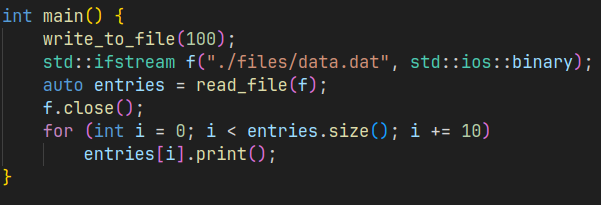 int main() {
    write_to_file(100);
    std::ifstream f("./files/data.dat", std::ios::binary);
    auto entries = read_file(f);
    f.close();
    for (int i = 0; i < entries.size(); i += 10)
        entries[i].print();
}